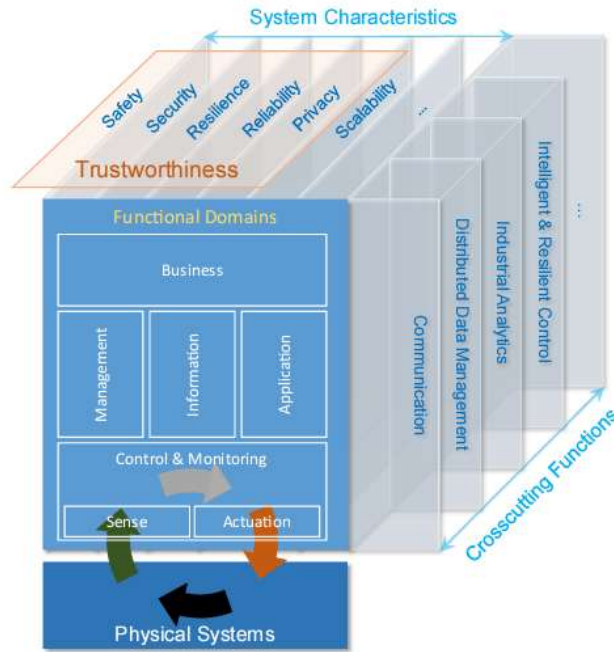 System Characteristics
Safety
Security
Resilience
Reliability
Privacy
Scalability
...
Trustworthiness
Functional Domains
Business
Management
Information
Application
Control & Monitoring
Sense
Actuation
Physical Systems
Communication
Distributed Data Management
Industrial Analytics
Intelligent & Resilient Control
...
Crosscutting Functions